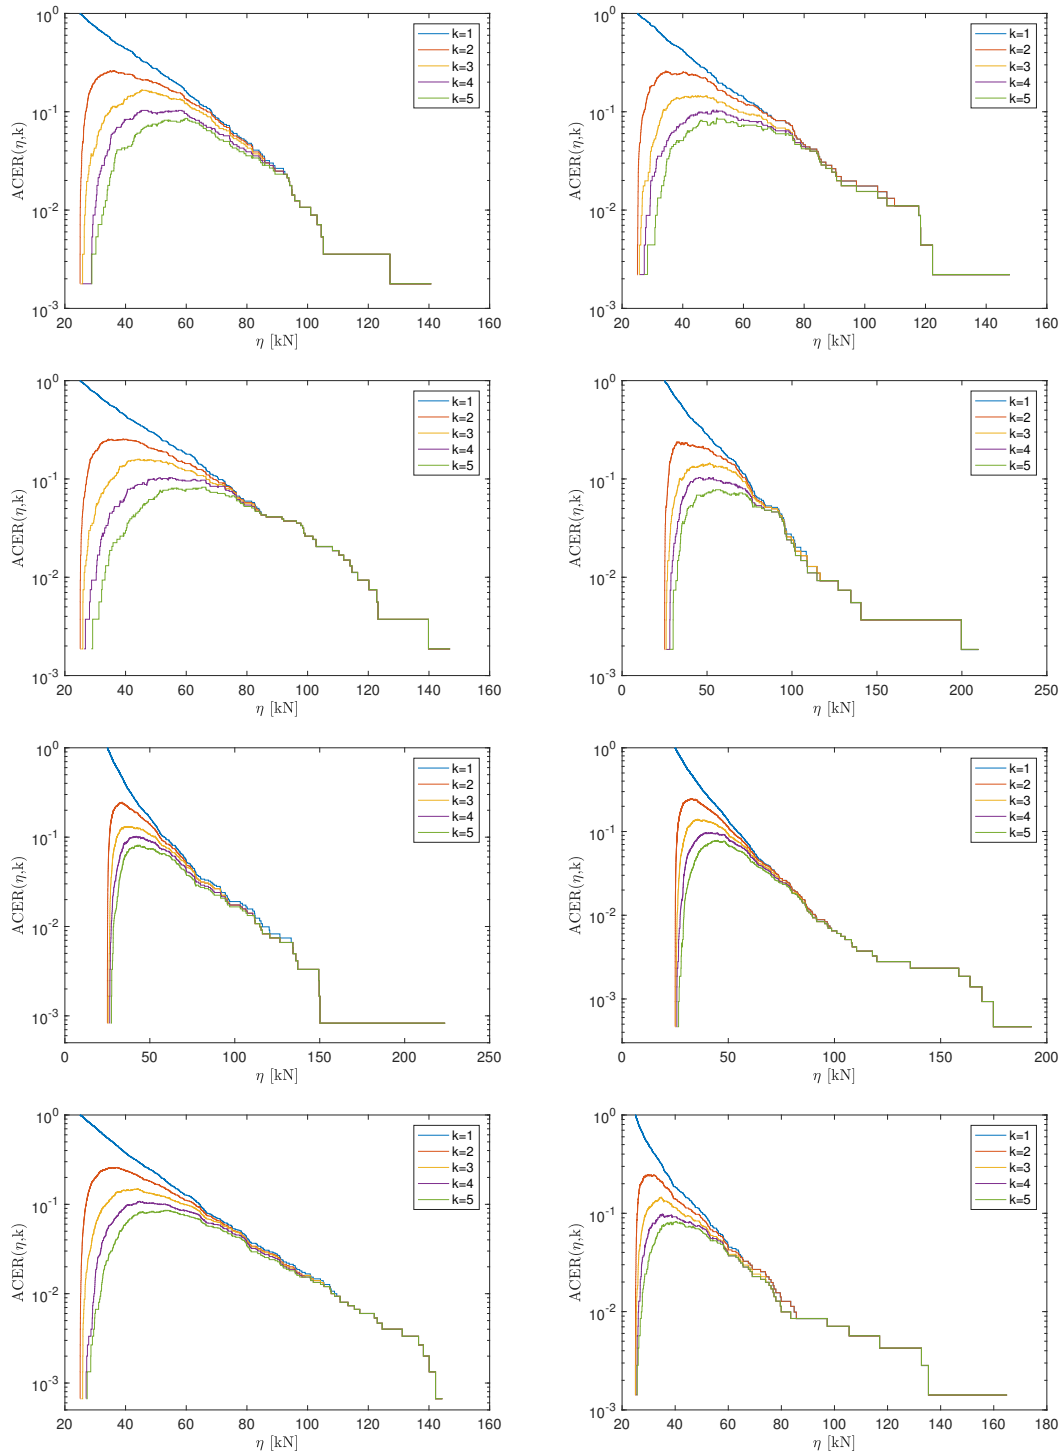 10^0
10^-1
10^-2
10^-3
ACER(η,k)
20 40 60 80 100 120 140 160
η [kN]
k=1
k=2
k=3
k=4
k=5
10^0
10^-1
10^-2
10^-3
ACER(η,k)
20 40 60 80 100 120 140 160
η [kN]
k=1
k=2
k=3
k=4
k=5
10^0
10^-1
10^-2
10^-3
ACER(η,k)
20 40 60 80 100 120 140 160
η [kN]
k=1
k=2
k=3
k=4
k=5
10^0
10^-1
10^-2
10^-3
ACER(η,k)
0 50 100 150 200 250
η [kN]
k=1
k=2
k=3
k=4
k=5
10^0
10^-1
10^-2
10^-3
ACER(η,k)
0 50 100 150 200 250
η [kN]
k=1
k=2
k=3
k=4
k=5
10^0
10^-1
10^-2
10^-3
ACER(η,k)
0 50 100 150 200
η [kN]
k=1
k=2
k=3
k=4
k=5
10^0
10^-1
10^-2
10^-3
ACER(η,k)
20 40 60 80 100 120 140 160
η [kN]
k=1
k=2
k=3
k=4
k=5
10^0
10^-1
10^-2
10^-3
ACER(η,k)
20 40 60 80 100 120 140 160 180
η [kN]
k=1
k=2
k=3
k=4
k=5